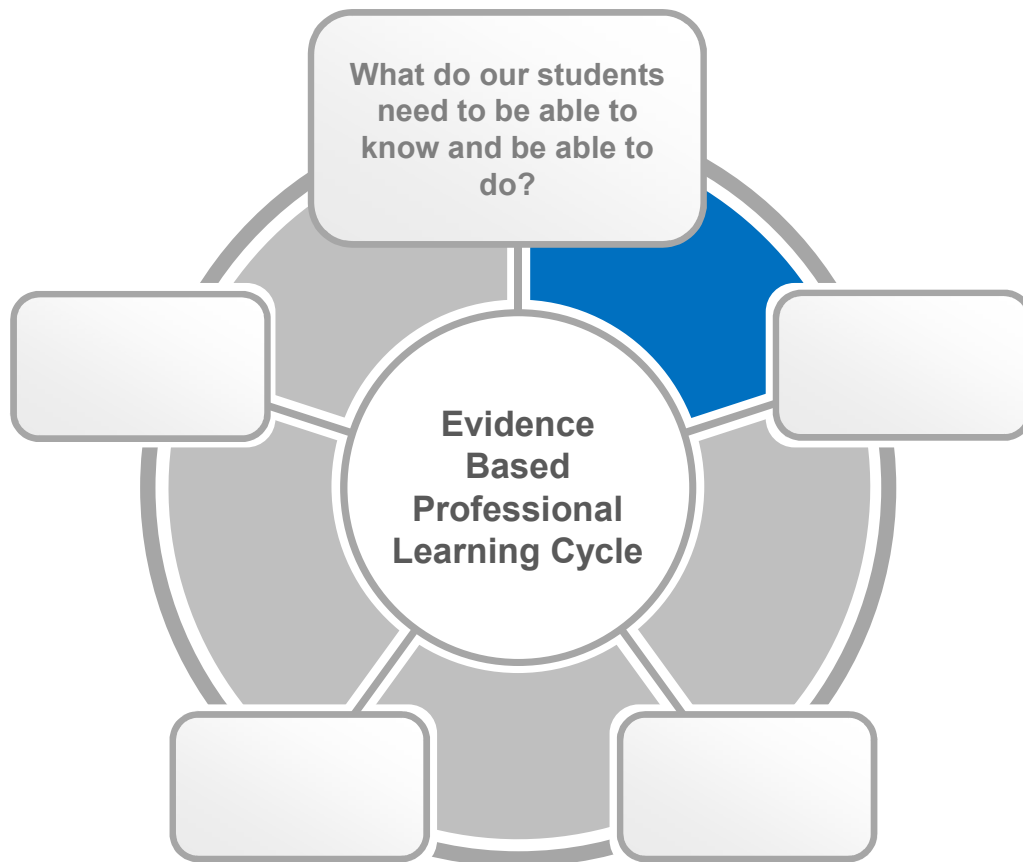 What do our students
need to be able to
know and be able to
do?
Evidence
Based
Professional
Learning Cycle